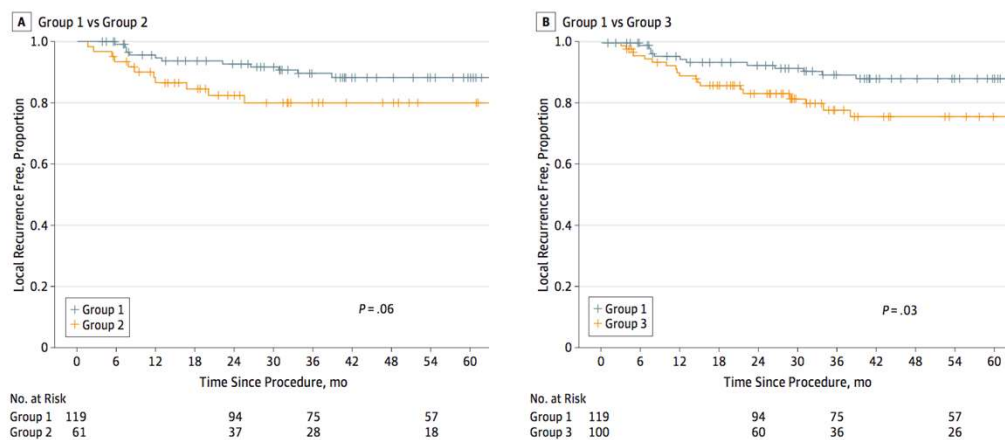 A Group 1 vs Group 2
1.0
0.8
0.6
0.4
0.2
0
Local Recurrence Free, Proportion
Group 1
Group 2
P = .06
0 6 12 18 24 30 36 42 48 54 60
Time Since Procedure, mo
No. at Risk
Group 1 119 94 75 57
Group 2 61 37 28 18
B Group 1 vs Group 3
1.0
0.8
0.6
0.4
0.2
0
Local Recurrence Free, Proportion
Group 1
Group 3
P = .03
0 6 12 18 24 30 36 42 48 54 60
Time Since Procedure, mo
No. at Risk
Group 1 119 94 75 57
Group 3 100 60 36 26